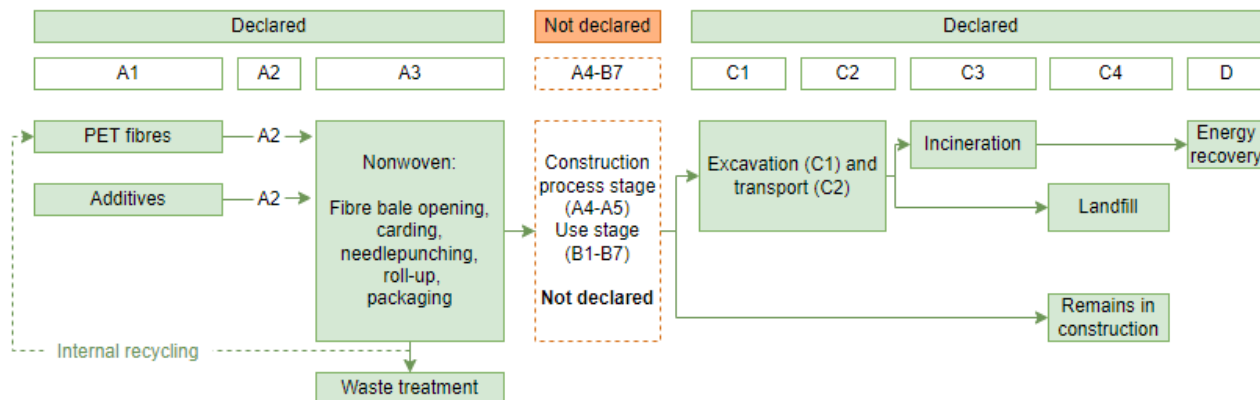 Declared
Not declared
Declared
A1
A2
A3
A4-B7
C1
C2
C3
C4
D
PET fibres
A2
Additives
A2
Nonwoven:
Fibre bale opening,
carding,
needlepunching,
roll-up,
packaging
Internal recycling
Waste treatment
Construction
process stage
(A4-A5)
Use stage
(B1-B7)
Not declared
Excavation (C1) and
transport (C2)
Incineration
Energy
recovery
Landfill
Remains in
construction